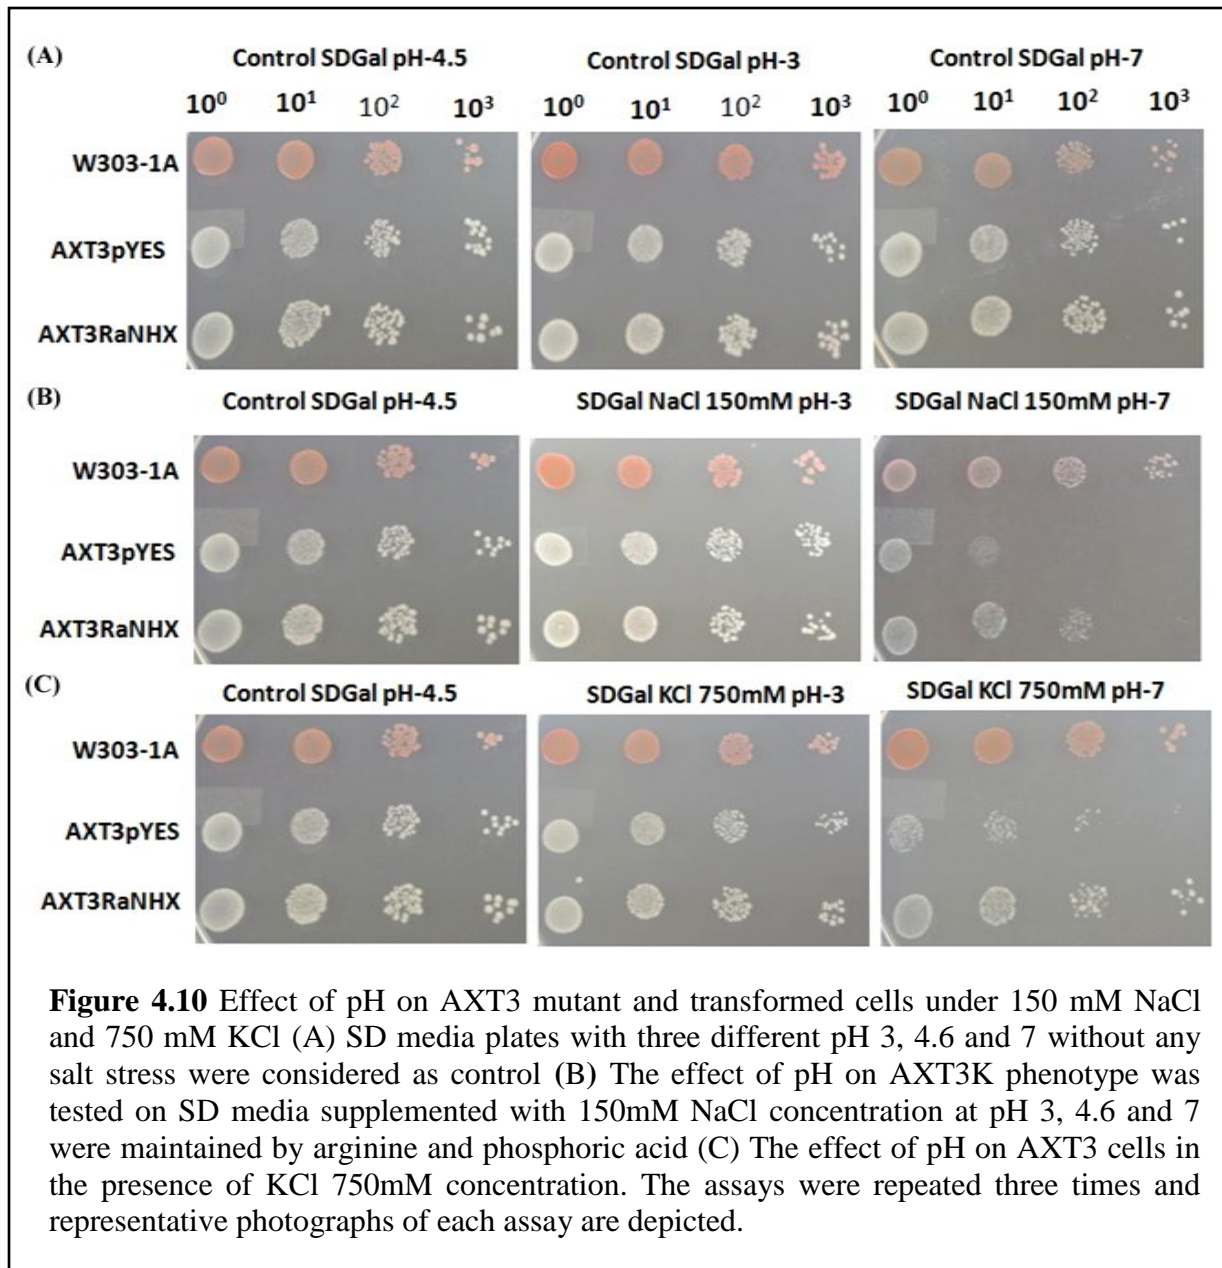 (A)
Control SDGal pH-4.5 Control SDGal pH-3 Control SDGal pH-7
10⁰ 10¹ 10² 10³ 10⁰ 10¹ 10² 10³ 10⁰ 10¹ 10² 10³
W303-1A
AXT3pYES
AXT3RaNHX
(B)
Control SDGal pH-4.5 SDGal NaCl 150mM pH-3 SDGal NaCl 150mM pH-7
W303-1A
AXT3pYES
AXT3RaNHX
(C)
Control SDGal pH-4.5 SDGal KCl 750mM pH-3 SDGal KCl 750mM pH-7
W303-1A
AXT3pYES
AXT3RaNHX
Figure 4.10 Effect of pH on AXT3 mutant and transformed cells under 150 mM NaCl
and 750 mM KCl (A) SD media plates with three different pH 3, 4.6 and 7 without any
salt stress were considered as control (B) The effect of pH on AXT3K phenotype was
tested on SD media supplemented with 150mM NaCl concentration at pH 3, 4.6 and 7
were maintained by arginine and phosphoric acid (C) The effect of pH on AXT3 cells in
the presence of KCl 750mM concentration. The assays were repeated three times and
representative photographs of each assay are depicted.